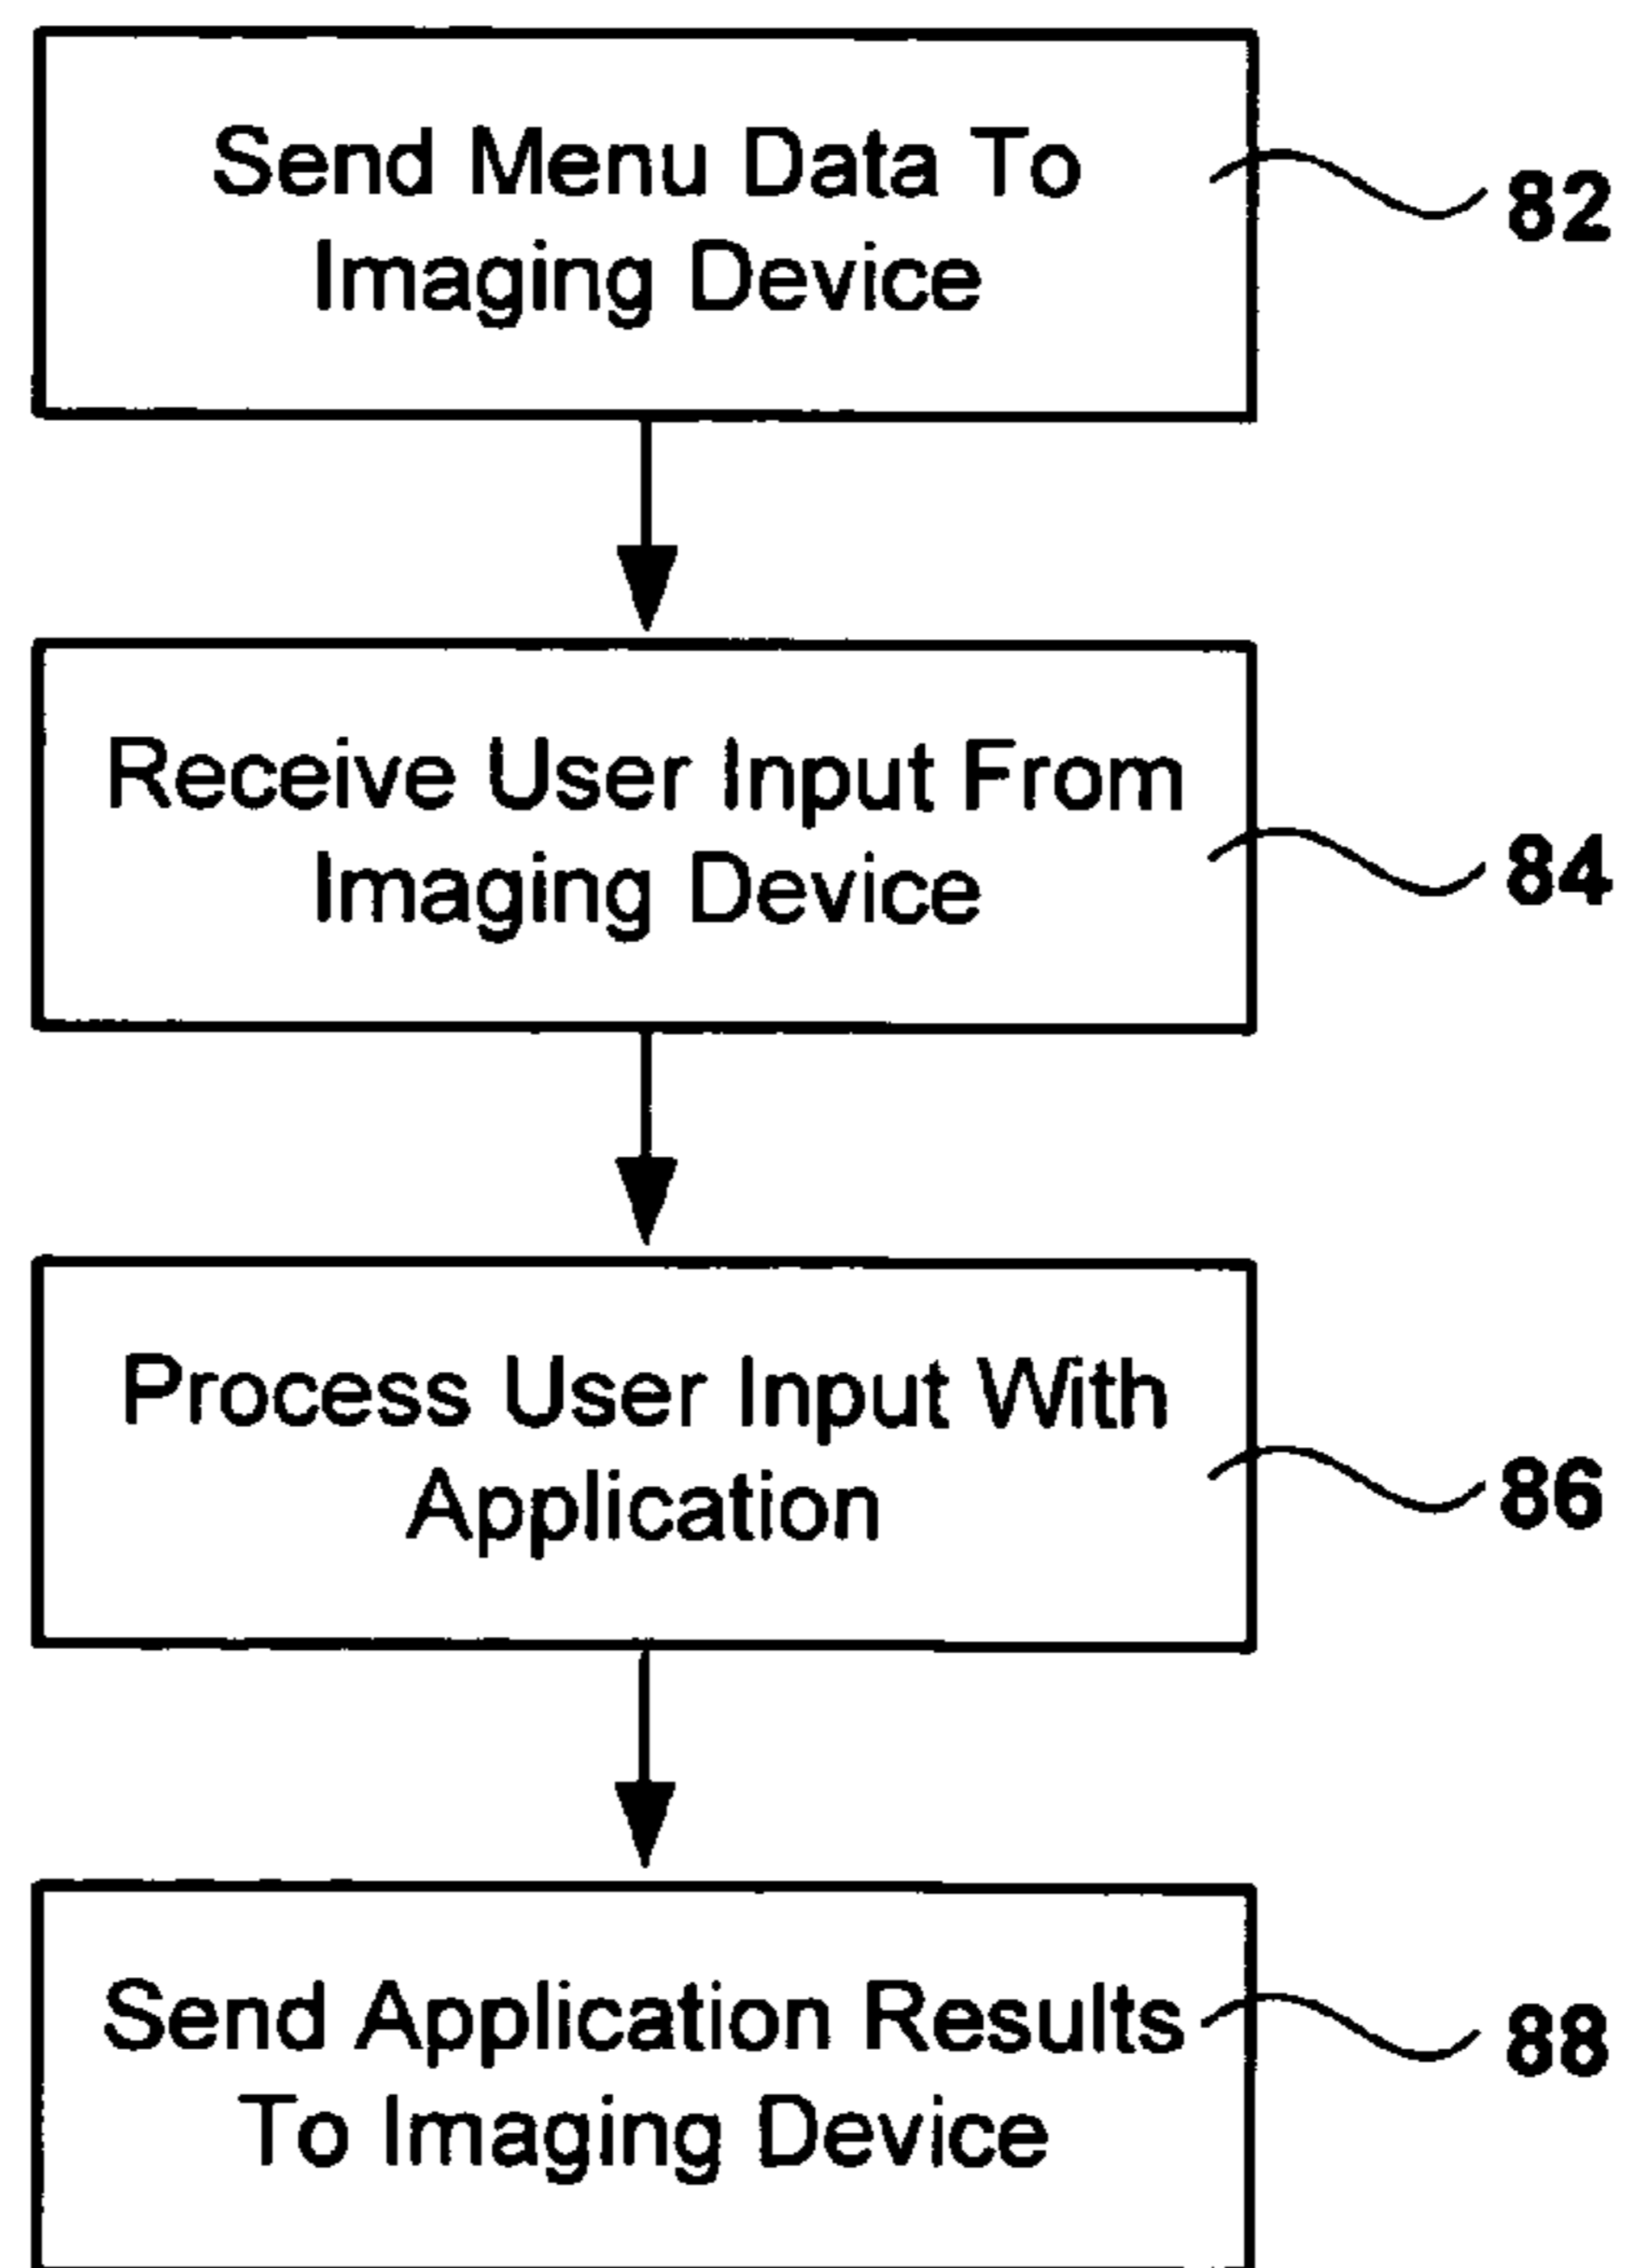 Send Menu Data To
Imaging Device
82
Receive User Input From
Imaging Device
84
Process User Input With
Application
86
Send Application Results
To Imaging Device
88